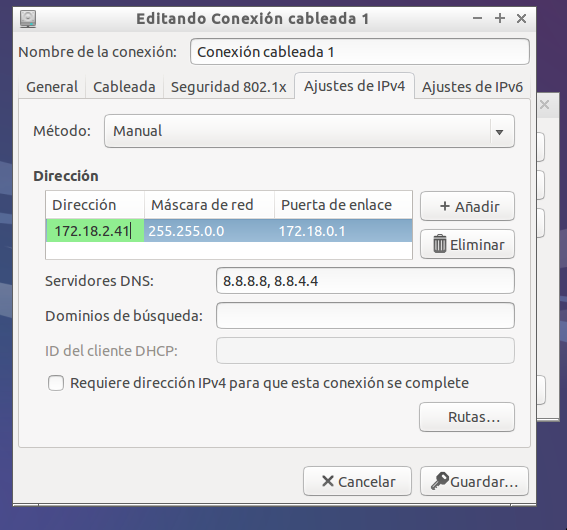 Editando Conexión cableada 1
Nombre de la conexión: Conexión cableada 1
General Cableada Seguridad 802.1x Ajustes de IPv4 Ajustes de IPv6
Método: Manual
Dirección
Dirección Máscara de red Puerta de enlace + Añadir
172.18.2.41 255.255.0.0 172.18.0.1
Eliminar
Servidores DNS: 8.8.8.8, 8.8.4.4
Dominios de búsqueda:
ID del cliente DHCP:
Requiere dirección IPv4 para que esta conexión se complete
Rutas...
Cancelar Guardar...